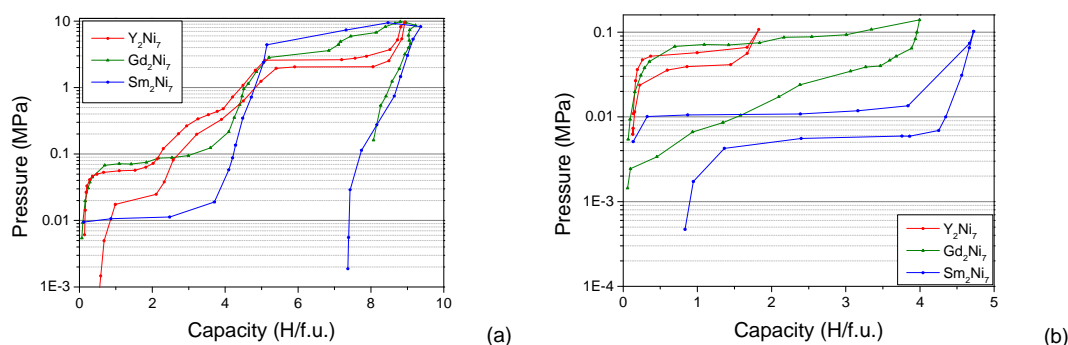 10
1
0.1
0.01
1E-3
Pressure (MPa)
Y₂Ni₇
Gd₂Ni₇
Sm₂Ni₇
0 2 4 6 8 10
Capacity (H/f.u.)
(a)
0.1
0.01
1E-3
1E-4
Pressure (MPa)
Y₂Ni₇
Gd₂Ni₇
Sm₂Ni₇
0 1 2 3 4 5
Capacity (H/f.u.)
(b)